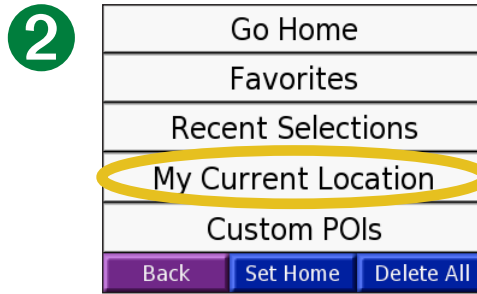 2
Go Home
Favorites
Recent Selections
My Current Location
Custom POIs
Back Set Home Delete All